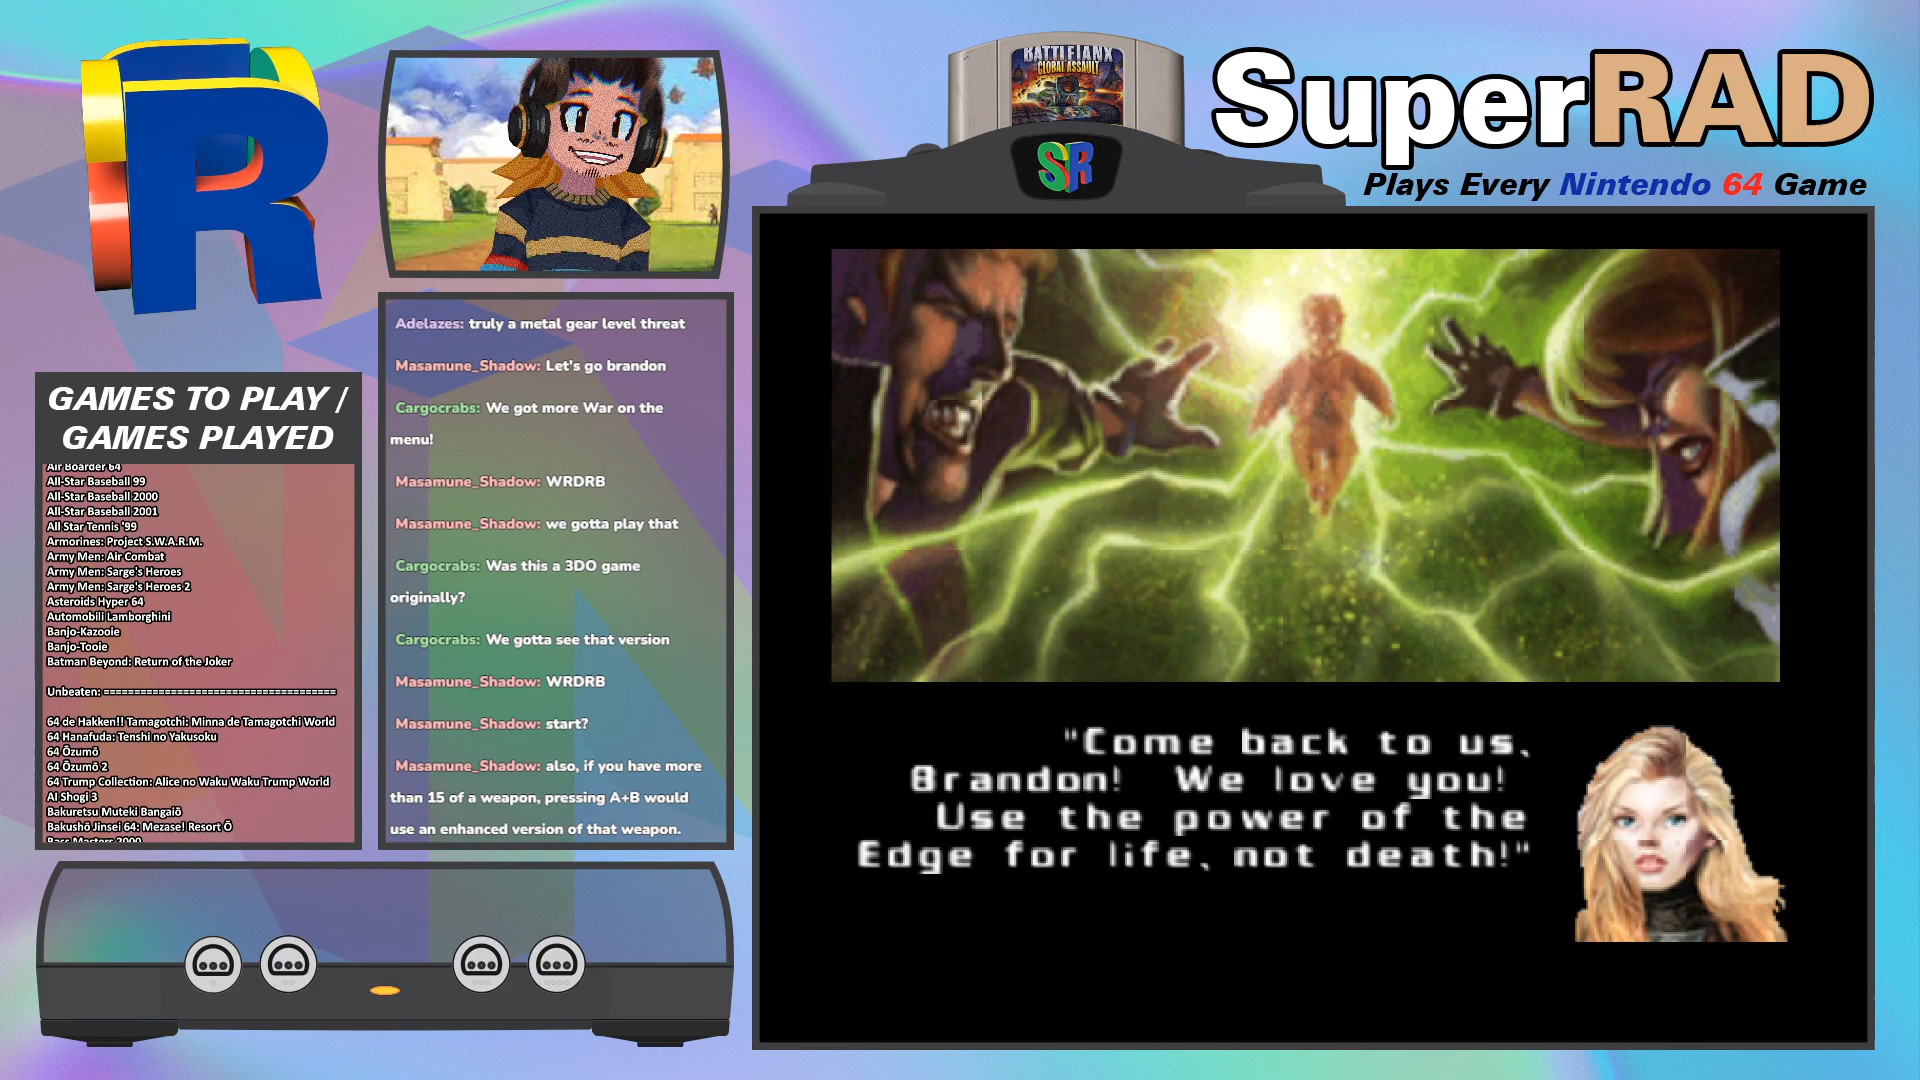 BATTLETANX
GLOBAL ASSAULT
SuperRAD
Plays Every Nintendo 64 Game
GAMES TO PLAY /
GAMES PLAYED
Air Boarder 64
All-Star Baseball 99
All-Star Baseball 2000
All-Star Baseball 2001
All Star Tennis '99
Armorines: Project S.W.A.R.M.
Army Men: Air Combat
Army Men: Sarge's Heroes
Army Men: Sarge's Heroes 2
Asteroids Hyper 64
Automobili Lamborghini
Banjo-Kazooie
Banjo-Tooie
Batman Beyond: Return of the Joker
Unbeaten: ======================================
64 de Hakken!! Tamagotchi: Minna de Tamagotchi World
64 Hanafuda: Tenshi no Yakusoku
64 Ōzumō
64 Ōzumō 2
64 Trump Collection: Alice no Waku Waku Trump World
AI Shogi 3
Bakuretsu Muteki Bangaiō
Bakushō Jinsei 64: Mezase! Resort Ō
Bass Masters 2000
Adelazes: truly a metal gear level threat
Masamune_Shadow: Let's go brandon
Cargocrabs: We got more War on the
menu!
Masamune_Shadow: WRDRB
Masamune_Shadow: we gotta play that
Cargocrabs: Was this a 3DO game
originally?
Cargocrabs: We gotta see that version
Masamune_Shadow: WRDRB
Masamune_Shadow: start?
Masamune_Shadow: also, if you have more
than 15 of a weapon, pressing A+B would
use an enhanced version of that weapon.
"Come back to us,
Brandon! We love you!
Use the power of the
Edge for life, not death!"